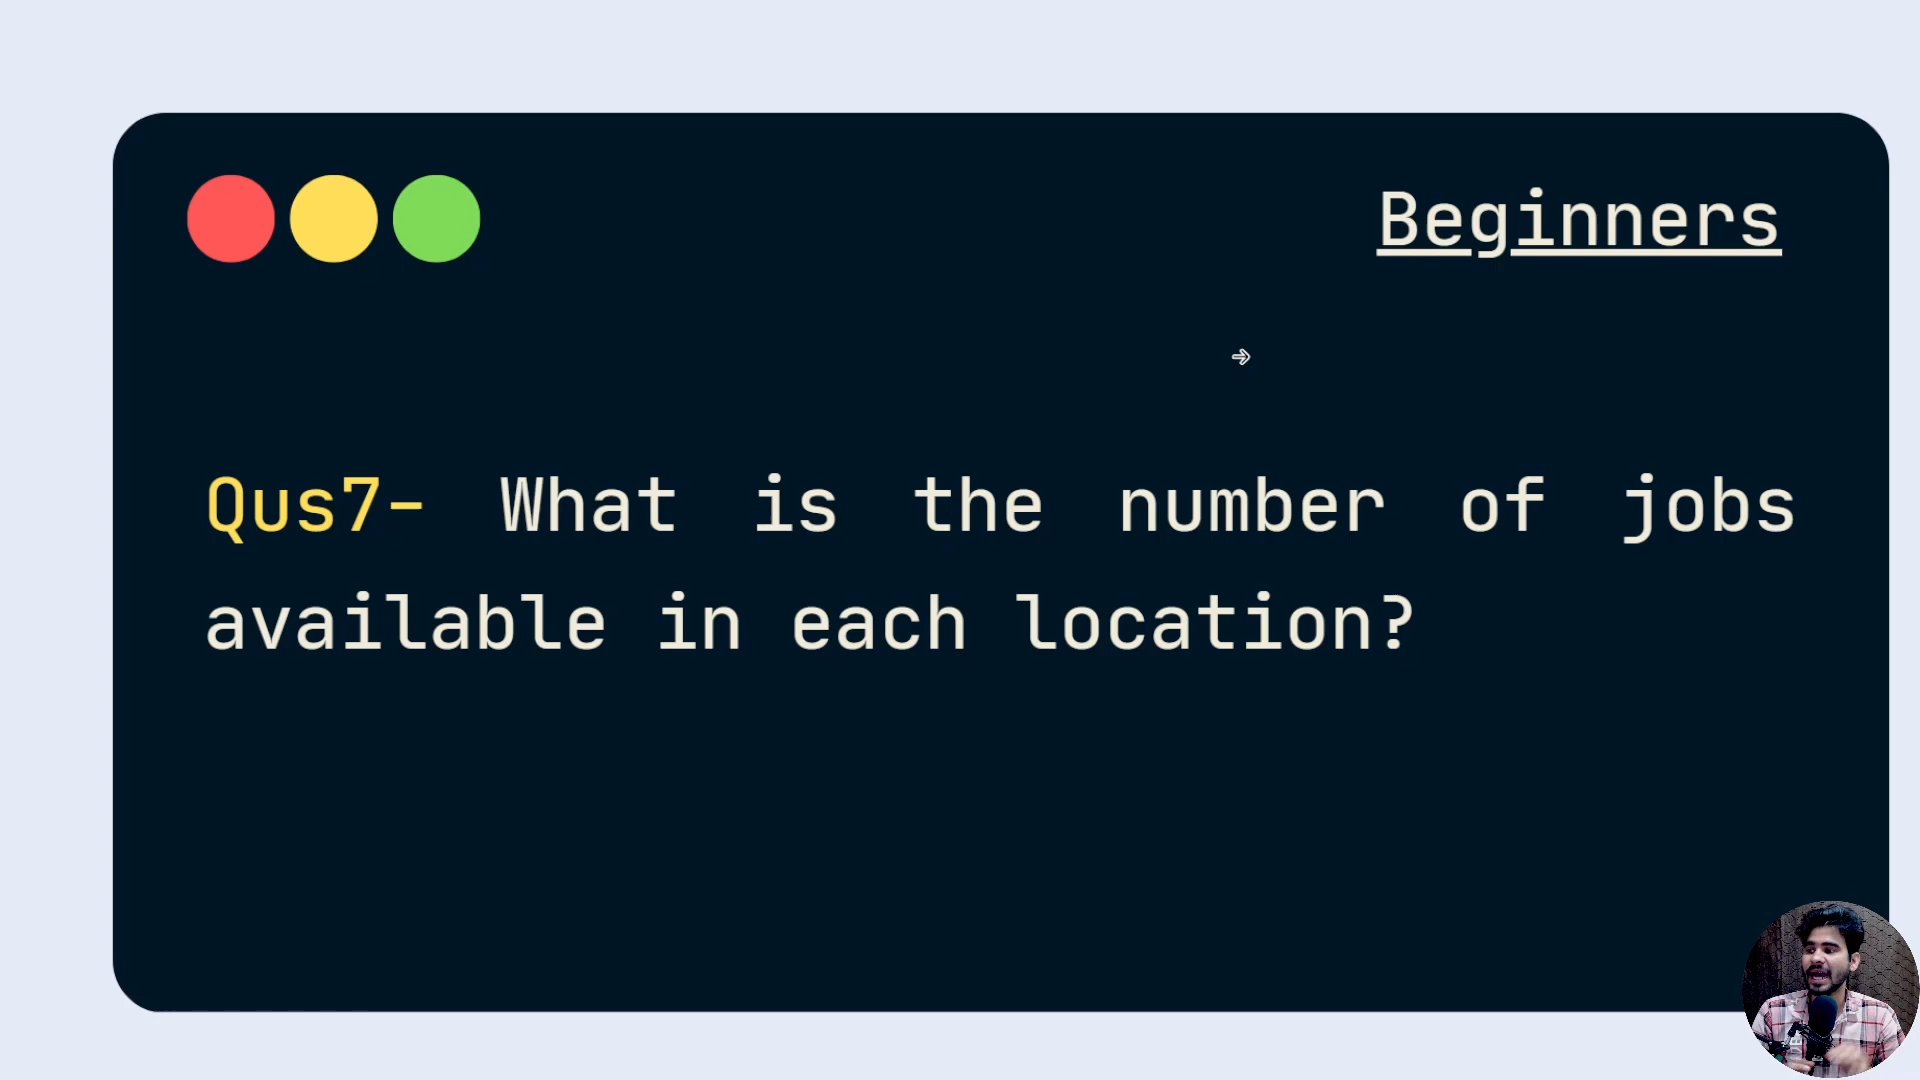 Beginners
Qus7- What is the number of jobs
available in each location?